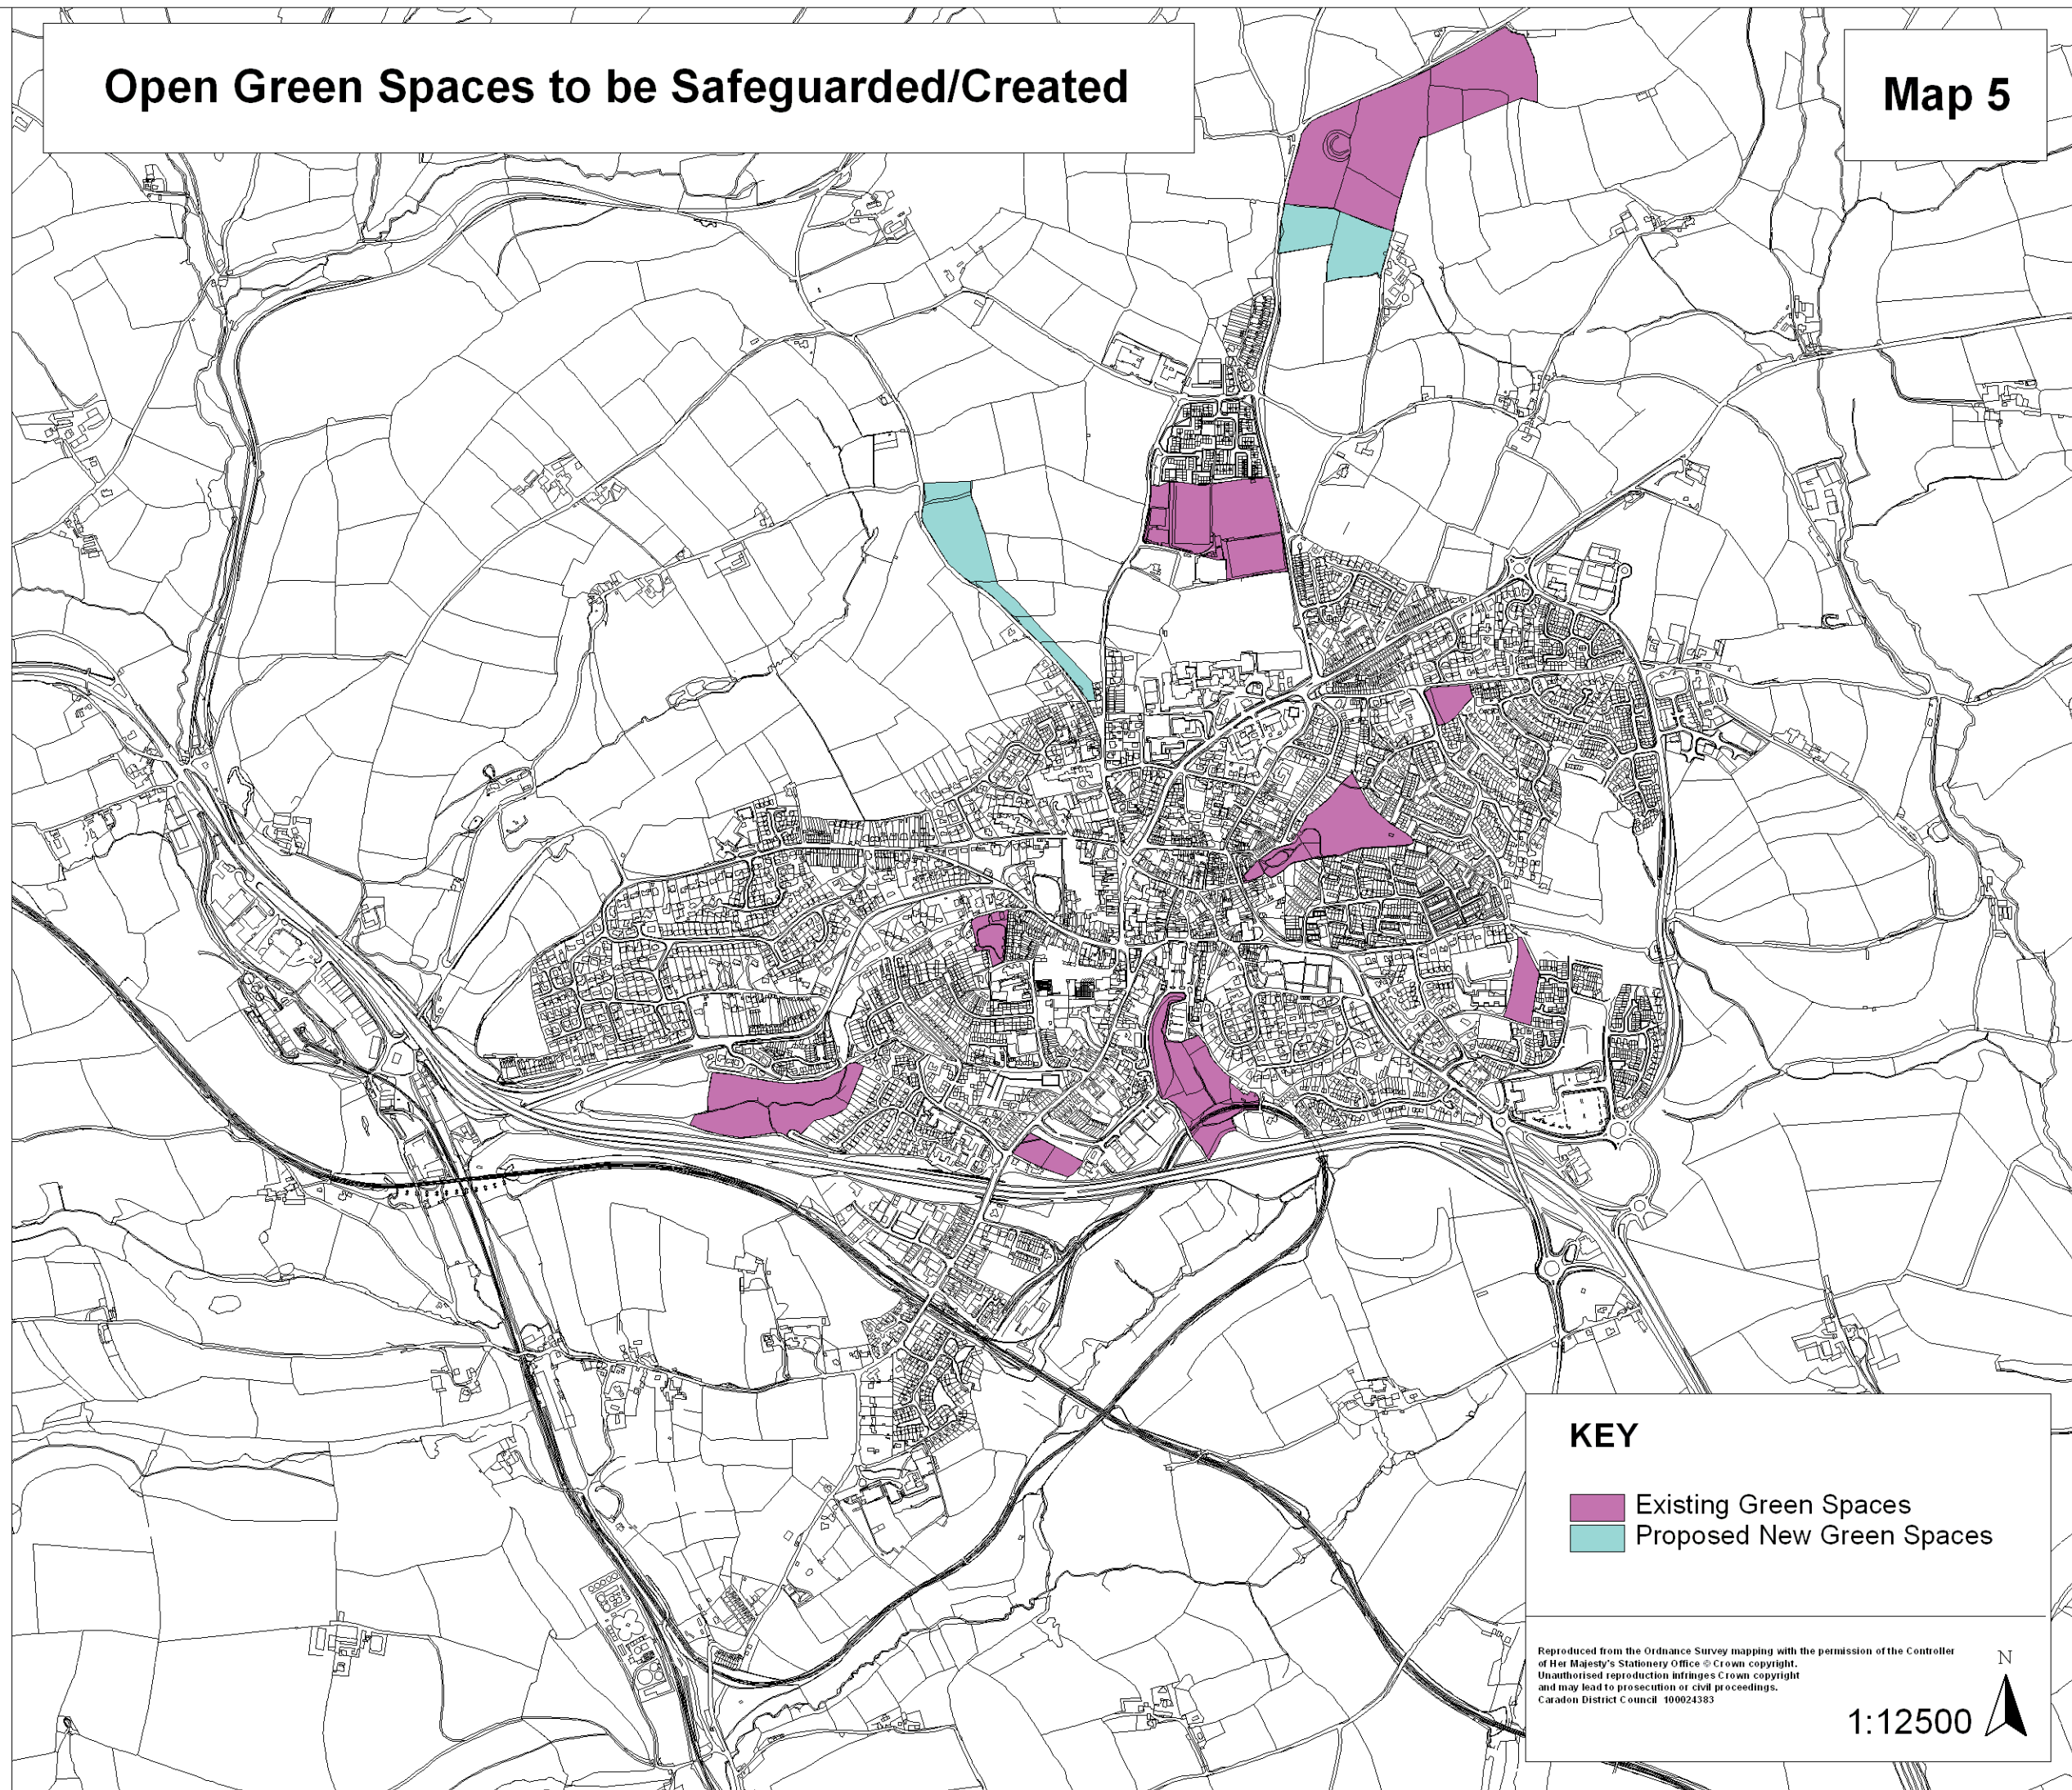 Open Green Spaces to be Safeguarded/Created
Map 5
KEY
Existing Green Spaces
Proposed New Green Spaces
Reproduced from the Ordnance Survey mapping with the permission of the Controller
of Her Majesty's Stationery Office © Crown copyright.
Unauthorised reproduction infringes Crown copyright
and may lead to prosecution or civil proceedings.
Caradon District Council 100024383
N
1:12500